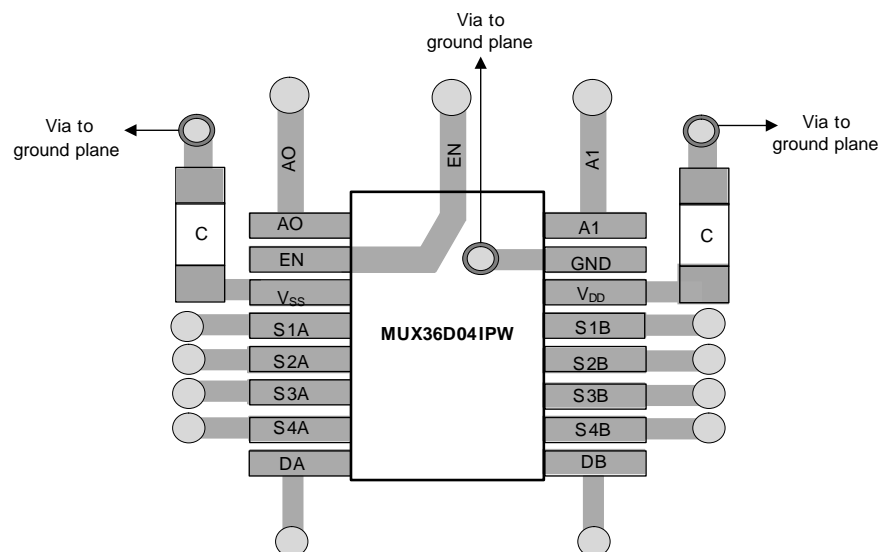 Via to
ground plane
Via to
ground plane
Via to
ground plane
AO
EN
A1
C
C
AO
EN
VSS
S1A
S2A
S3A
S4A
DA
MUX36D04IPW
A1
GND
VDD
S1B
S2B
S3B
S4B
DB